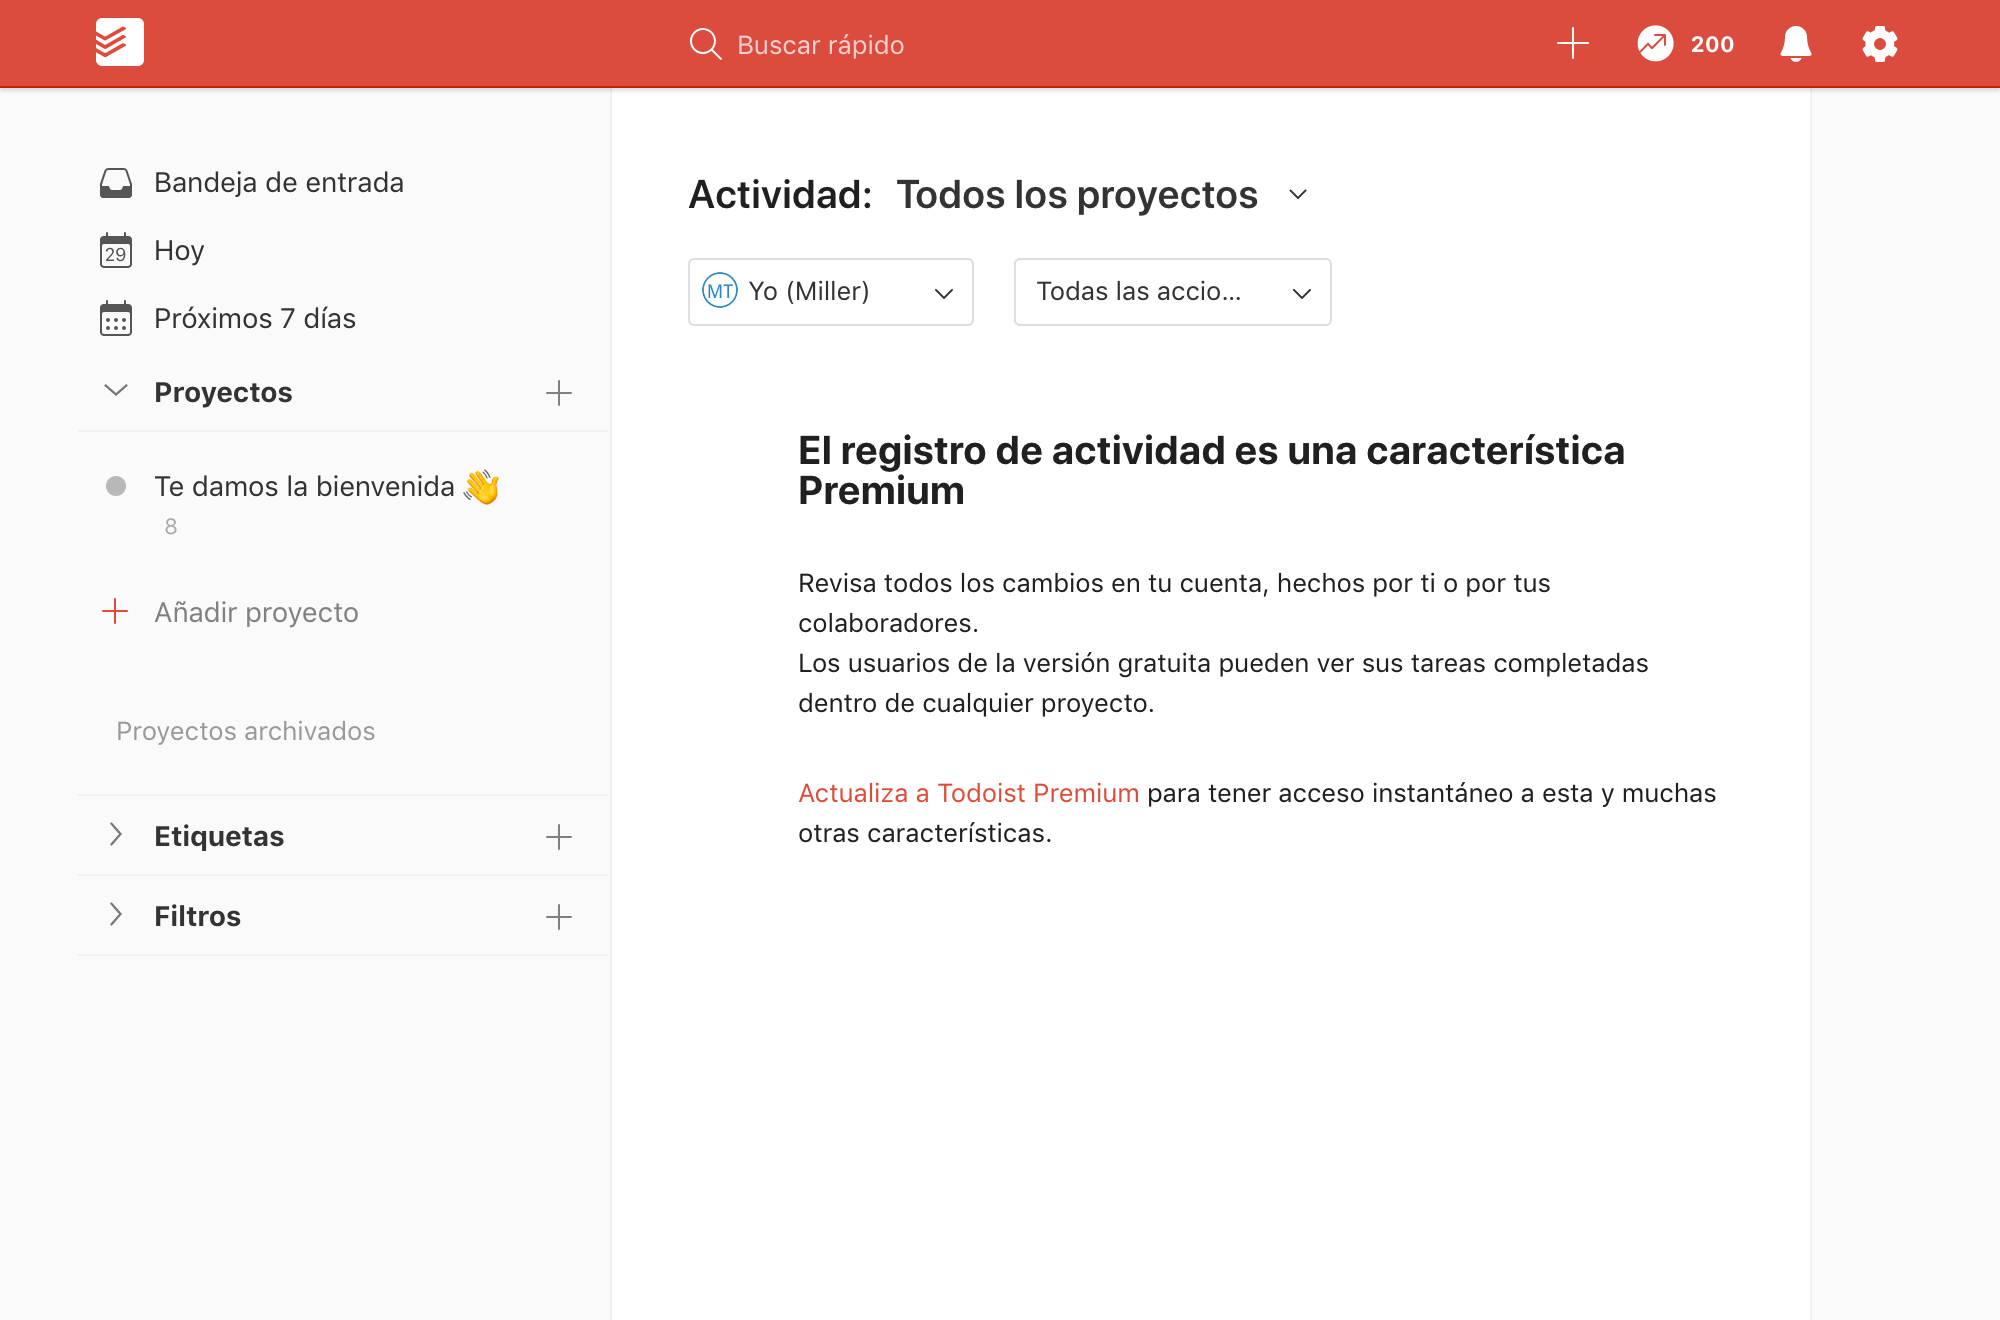 Buscar rápido
200
Bandeja de entrada
29
Hoy
Próximos 7 días
Proyectos
Te damos la bienvenida 👋
8
Añadir proyecto
Proyectos archivados
Etiquetas
Filtros
Actividad: Todos los proyectos
MT Yo (Miller)
Todas las accio...
El registro de actividad es una característica
Premium
Revisa todos los cambios en tu cuenta, hechos por ti o por tus
colaboradores.
Los usuarios de la versión gratuita pueden ver sus tareas completadas
dentro de cualquier proyecto.
Actualiza a Todoist Premium para tener acceso instantáneo a esta y muchas
otras características.